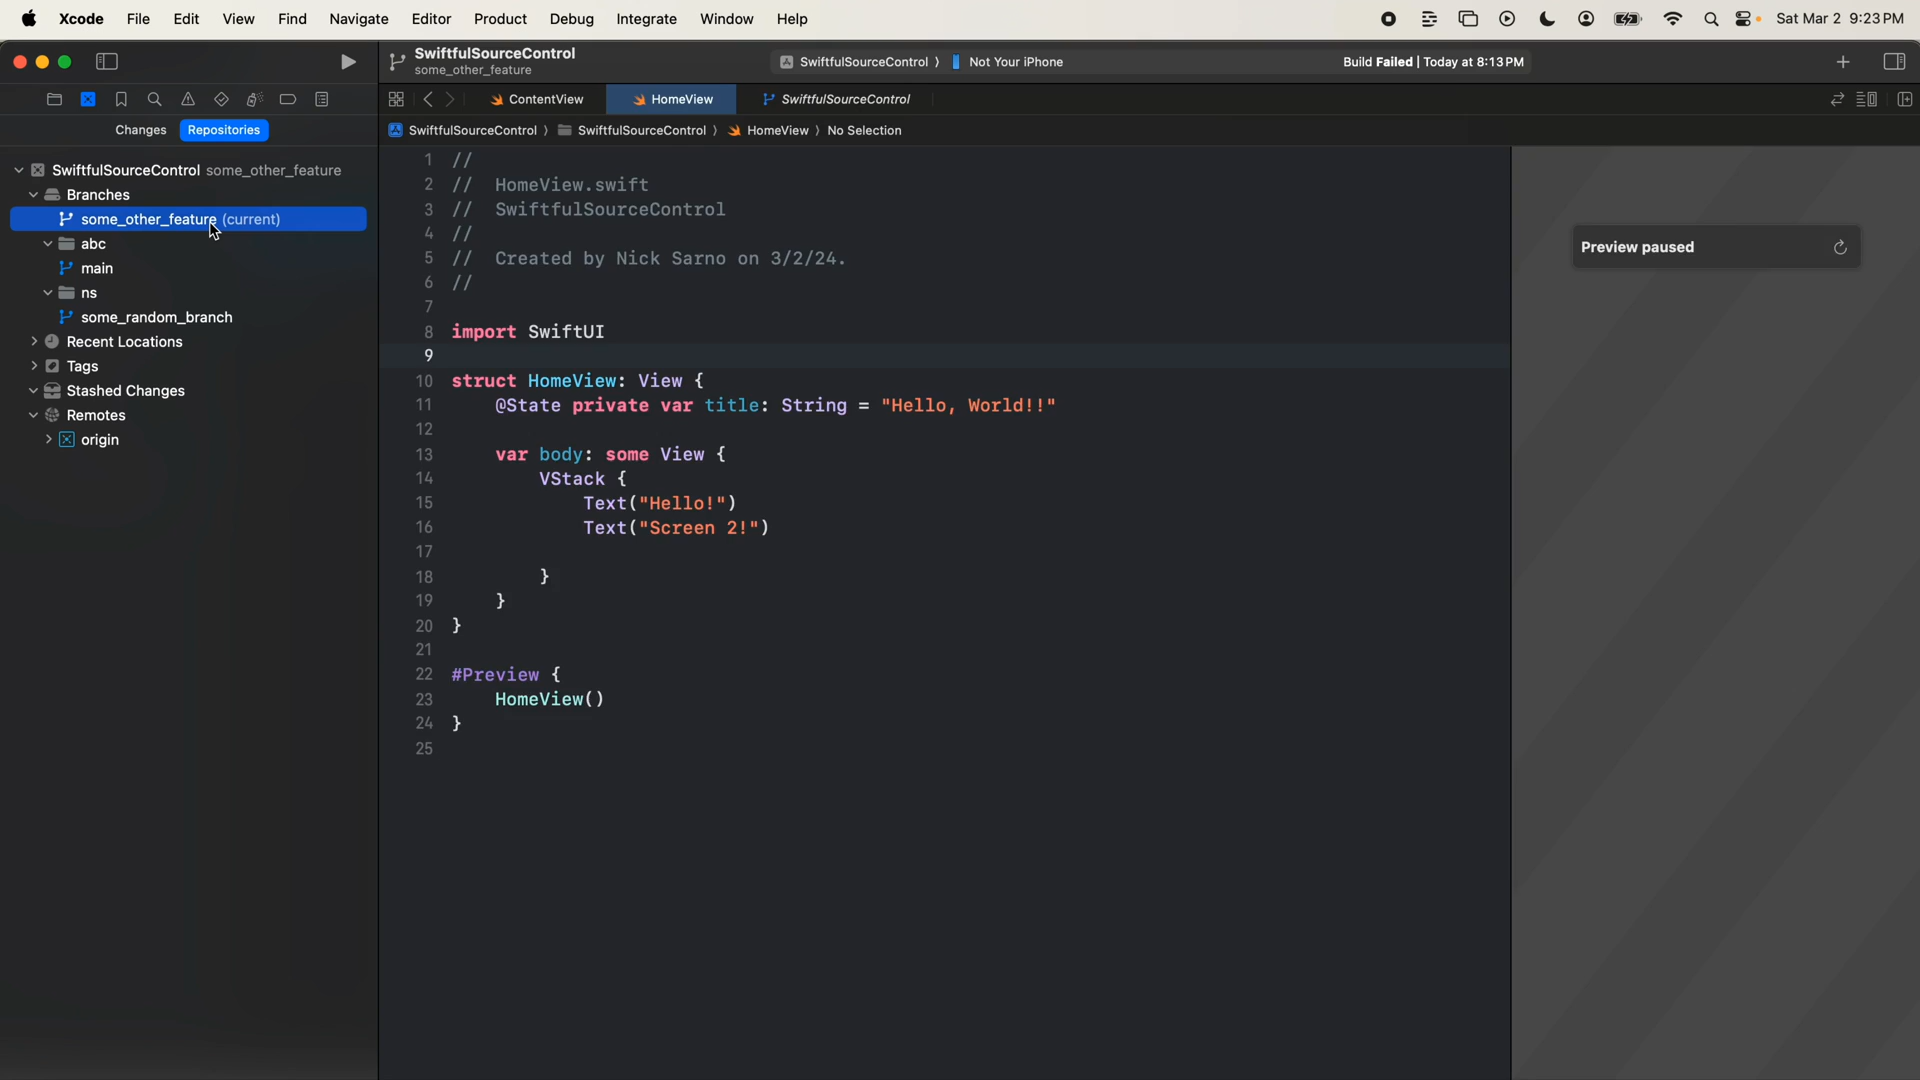 Xcode File Edit View Find Navigate Editor Product Debug Integrate Window Help Sat Mar 2 9:23 PM
SwiftfulSourceControl
some_other_feature
SwiftfulSourceControl 〉 Not Your iPhone
Build Failed | Today at 8:13 PM
ContentView HomeView SwiftfulSourceControl
Changes Repositories
SwiftfulSourceControl 〉 SwiftfulSourceControl 〉 HomeView 〉 No Selection
SwiftfulSourceControl some_other_feature
Branches
some_other_feature (current)
abc
main
ns
some_random_branch
Recent Locations
Tags
Stashed Changes
Remotes
origin
1 //
2 // HomeView.swift
3 // SwiftfulSourceControl
4 //
5 // Created by Nick Sarno on 3/2/24.
6 //
7
8 import SwiftUI
9
10 struct HomeView: View {
11 @State private var title: String = "Hello, World!!"
12
13 var body: some View {
14 VStack {
15 Text("Hello!")
16 Text("Screen 2!")
17
18 }
19 }
20 }
21
22 #Preview {
23 HomeView()
24 }
25
Preview paused